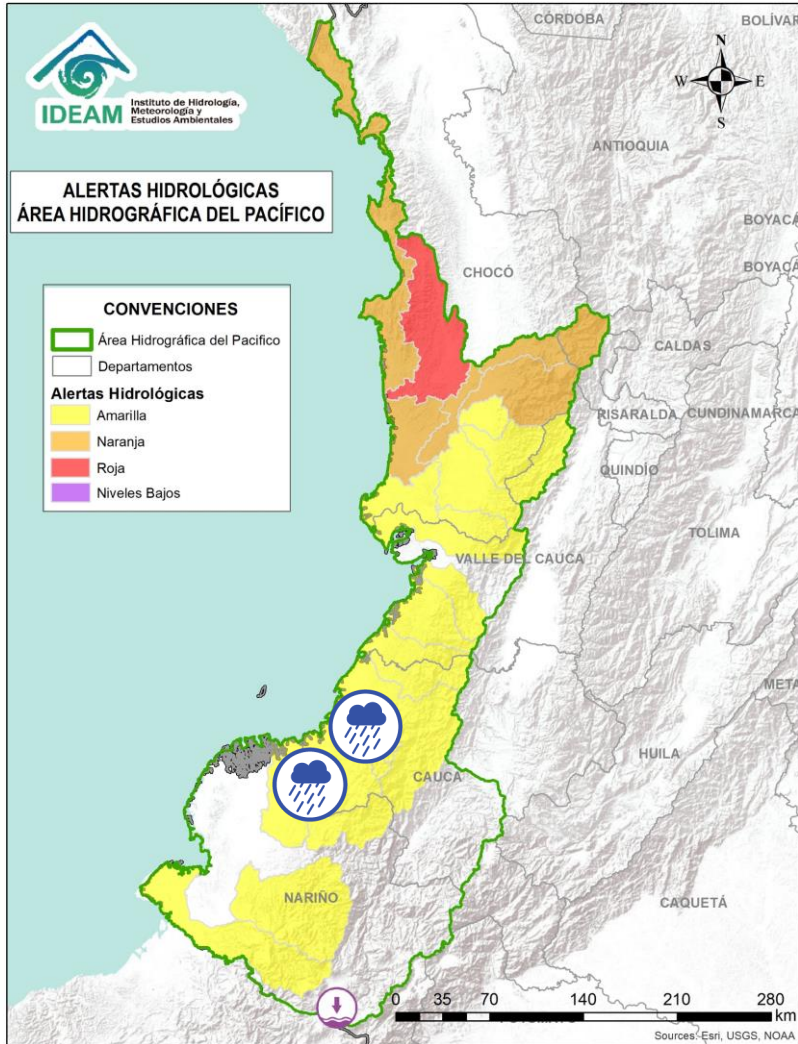 CÓRDOBA
BOLÍVAR
IDEAM
Instituto de Hidrología,
Meteorología y
Estudios Ambientales
N
W
E
S
ANTIOQUIA
ALERTAS HIDROLÓGICAS
ÁREA HIDROGRÁFICA DEL PACÍFICO
BOYACÁ
BOYACÁ
CHOCÓ
CONVENCIONES
Área Hidrográfica del Pacífico
Departamentos
Alertas Hidrológicas
Amarilla
Naranja
Roja
Niveles Bajos
CALDAS
RISARALDA
CUNDINAMARCA
QUINDÍO
TOLIMA
VALLE DEL CAUCA
META
HUILA
CAUCA
NARIÑO
CAQUETÁ
0 35 70 140 210 280
km
Sources: Esri, USGS, NOAA